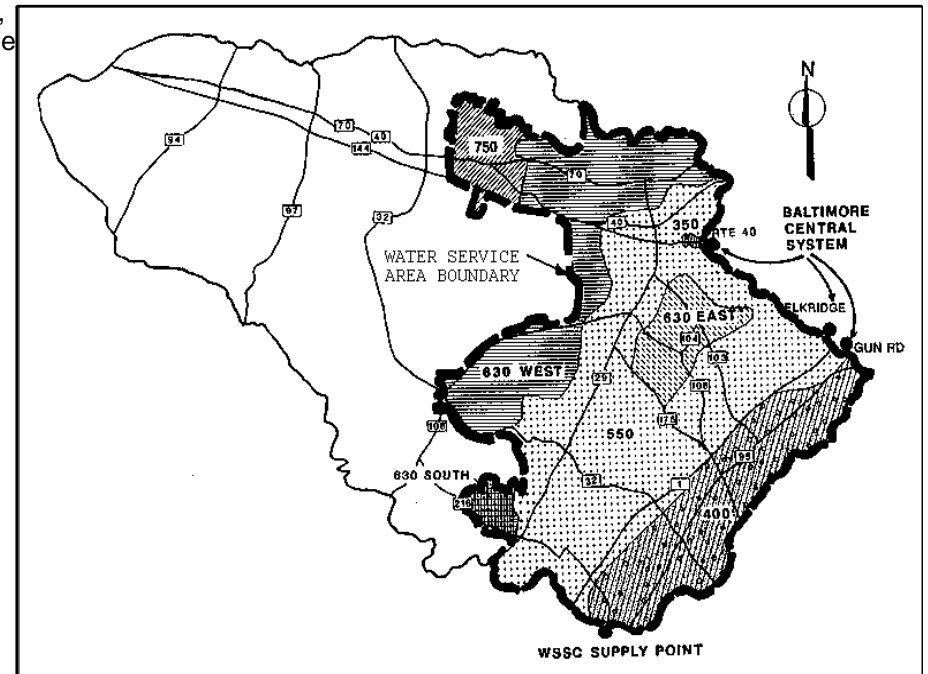 ,
e
N
94
70
40
144
97
32
750
70
40
350
RTE 40
BALTIMORE
CENTRAL
SYSTEM
WATER SERVICE
AREA BOUNDARY
ELKRIDGE
GUN RD
630 EAST
104
103
630 WEST
29
108
175
108
550
95
630 SOUTH
216
32
1
400
WSSC SUPPLY POINT